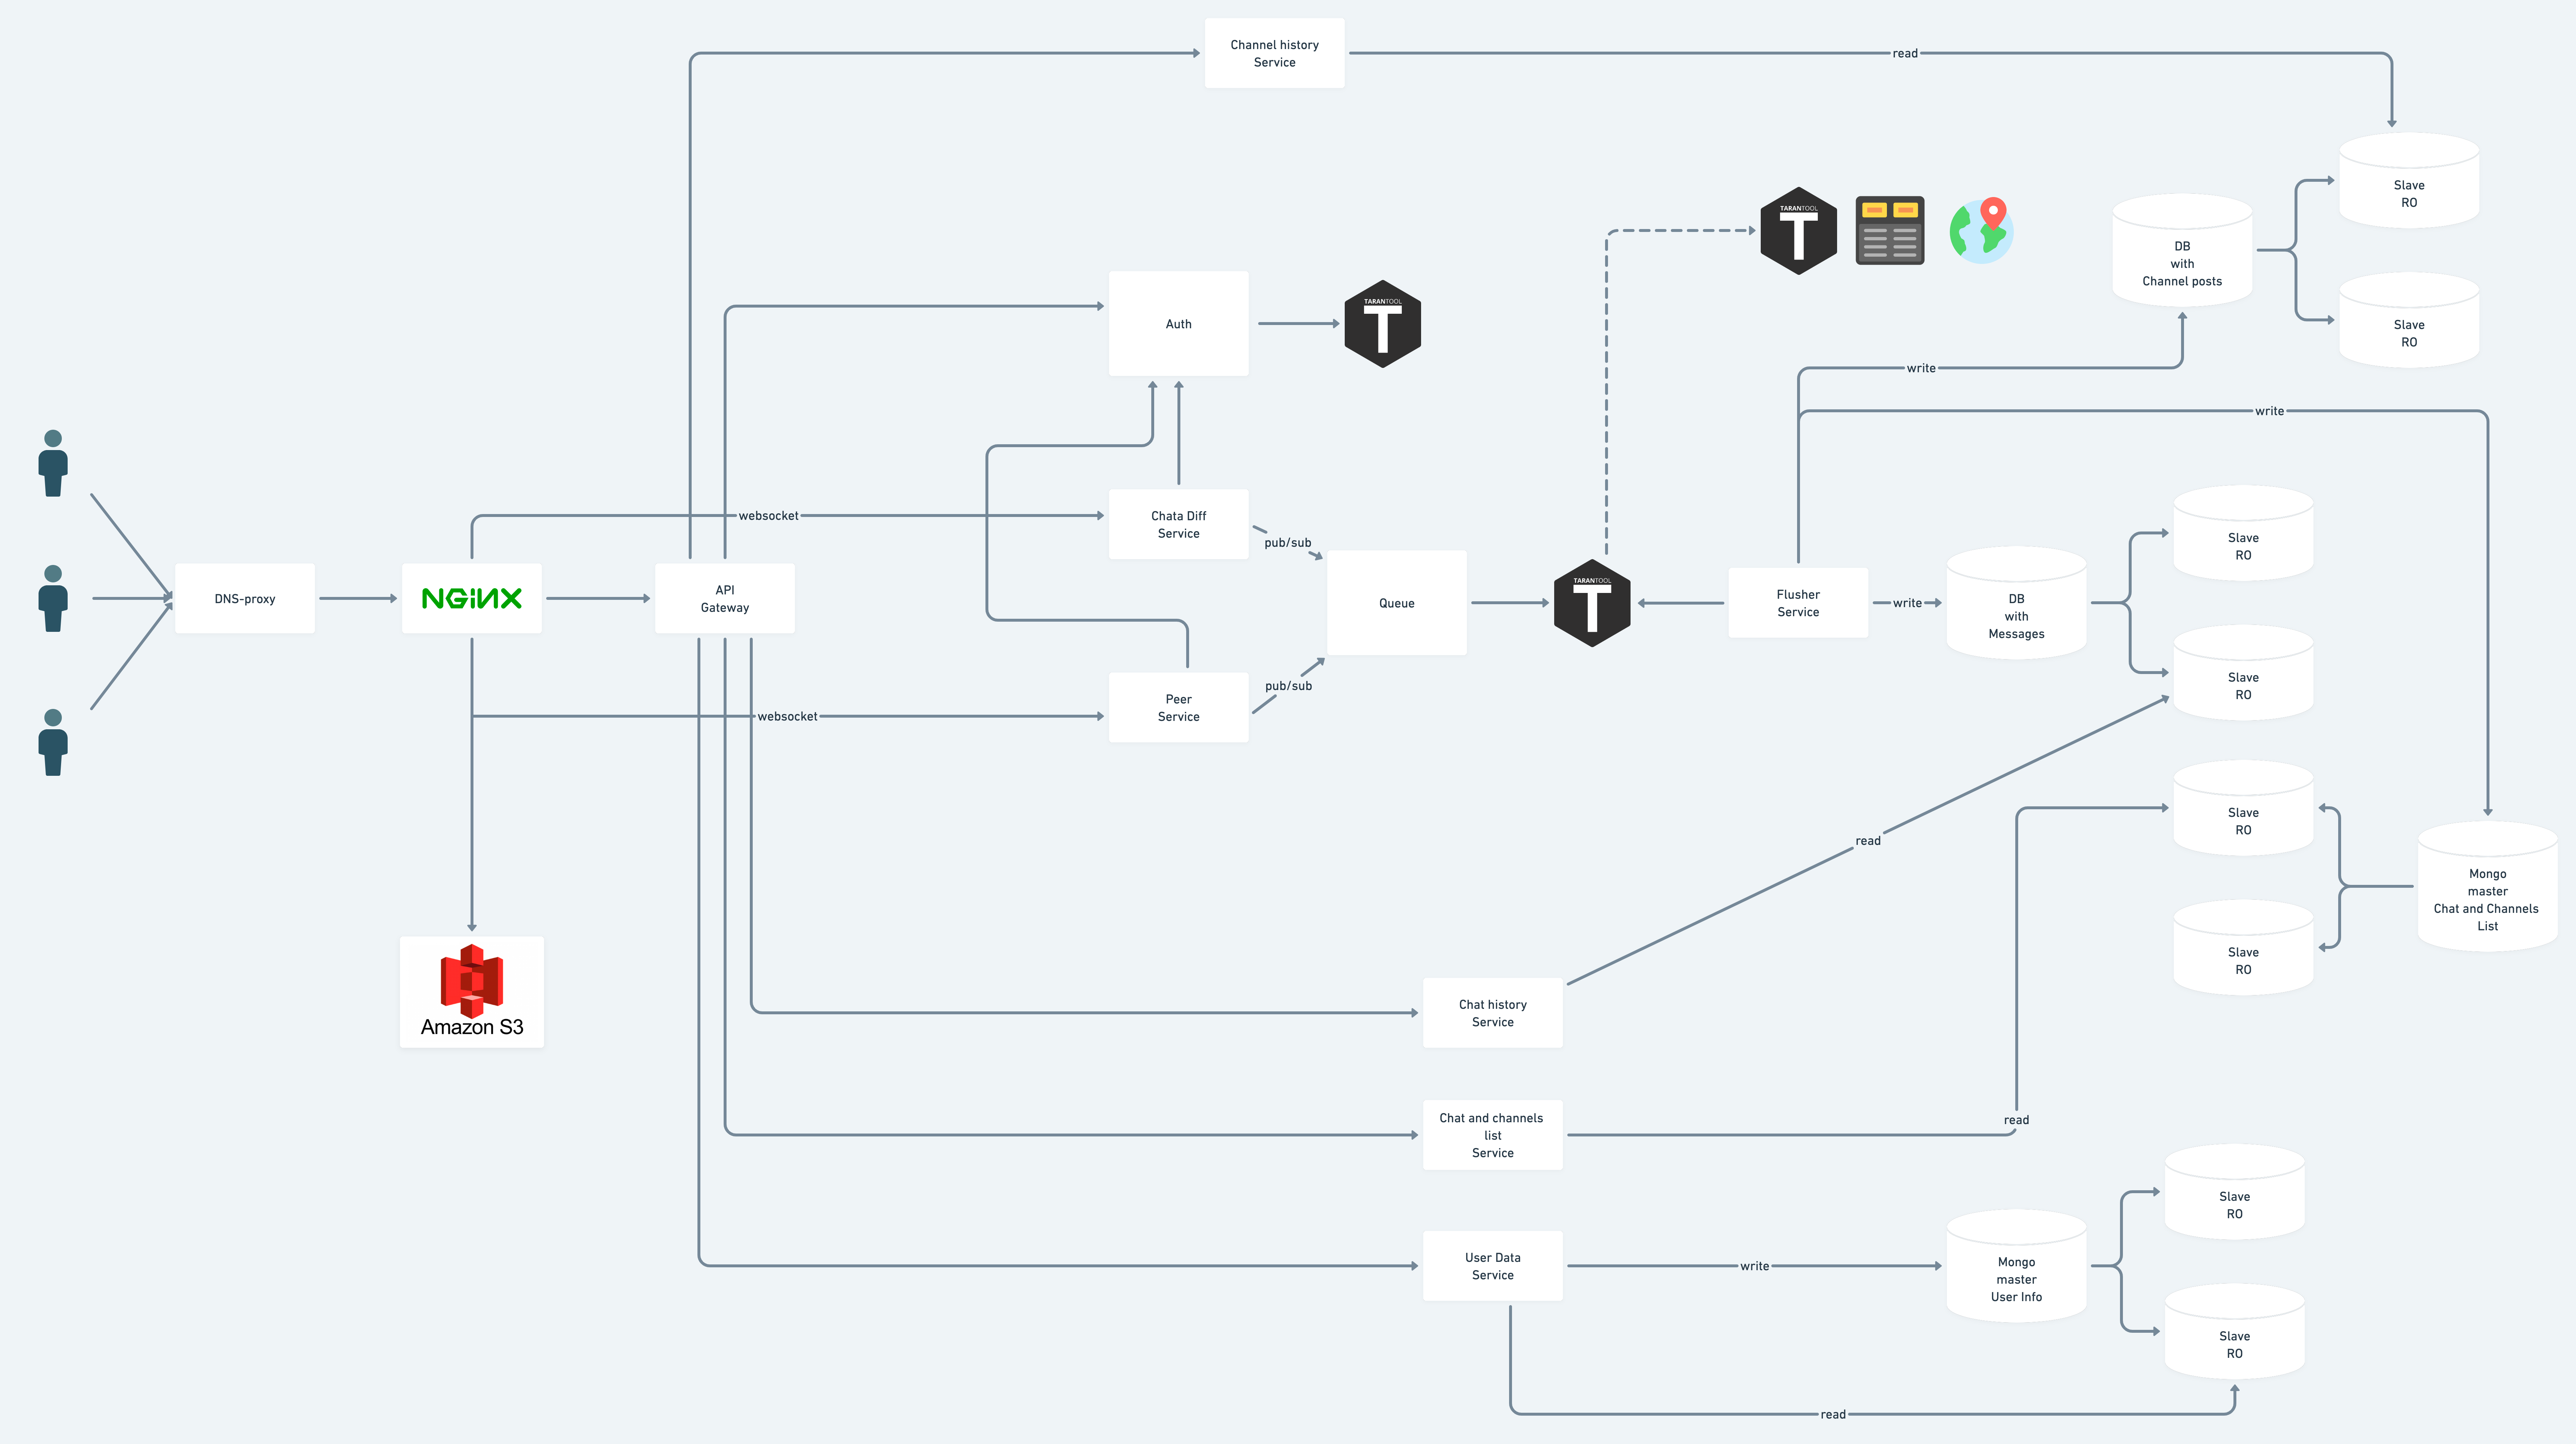 Channel history
Service
read
Slave
RO
TARANTOOL
T
DB
with
Channel posts
Slave
RO
Auth
TARANTOOL
T
write
write
websocket
Chata Diff
Service
pub/sub
Slave
RO
DNS-proxy
NGINX
API
Gateway
Queue
TARANTOOL
T
Flusher
Service
write
DB
with
Messages
Slave
RO
pub/sub
Peer
Service
websocket
read
Slave
RO
Mongo
master
Chat and Channels
List
Slave
RO
Amazon S3
Chat history
Service
Chat and channels
list
Service
read
Slave
RO
User Data
Service
write
Mongo
master
User Info
Slave
RO
read